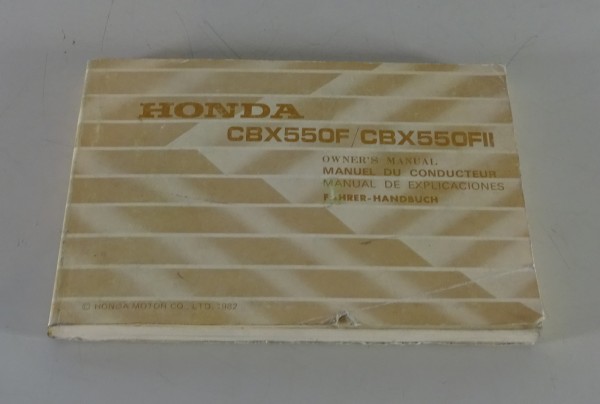 HONDA
CBX550F/CBX550FII
OWNER'S MANUAL
MANUEL DU CONDUCTEUR
MANUAL DE EXPLICACIONES
FAHRER-HANDBUCH
© HONDA MOTOR CO., LTD. 1982